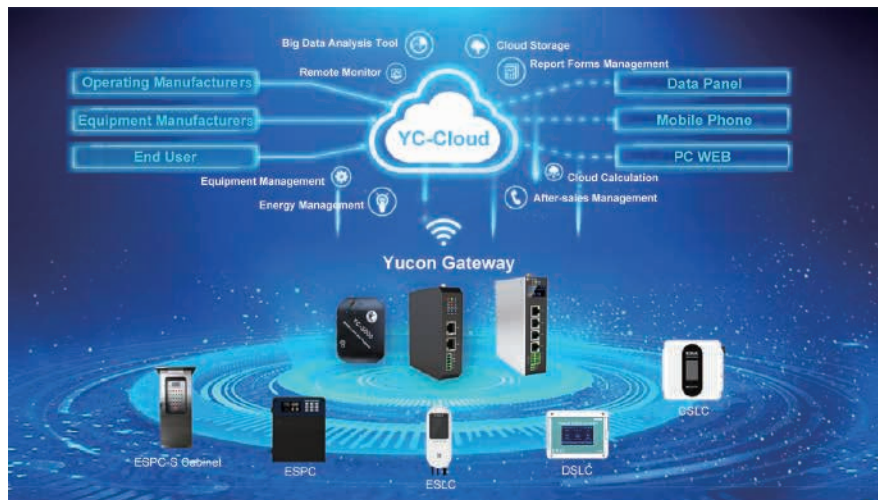 Big Data Analysis Tool
Cloud Storage
Remote Monitor
Report Forms Management
Operating Manufacturers
Data Panel
Equipment Manufacturers
YC-Cloud
Mobile Phone
End User
PC WEB
Equipment Management
Cloud Calculation
Energy Management
After-sales Management
Yucon Gateway
GSLC
ESPC-S Cabinet
ESPC
ESLC
DSLC